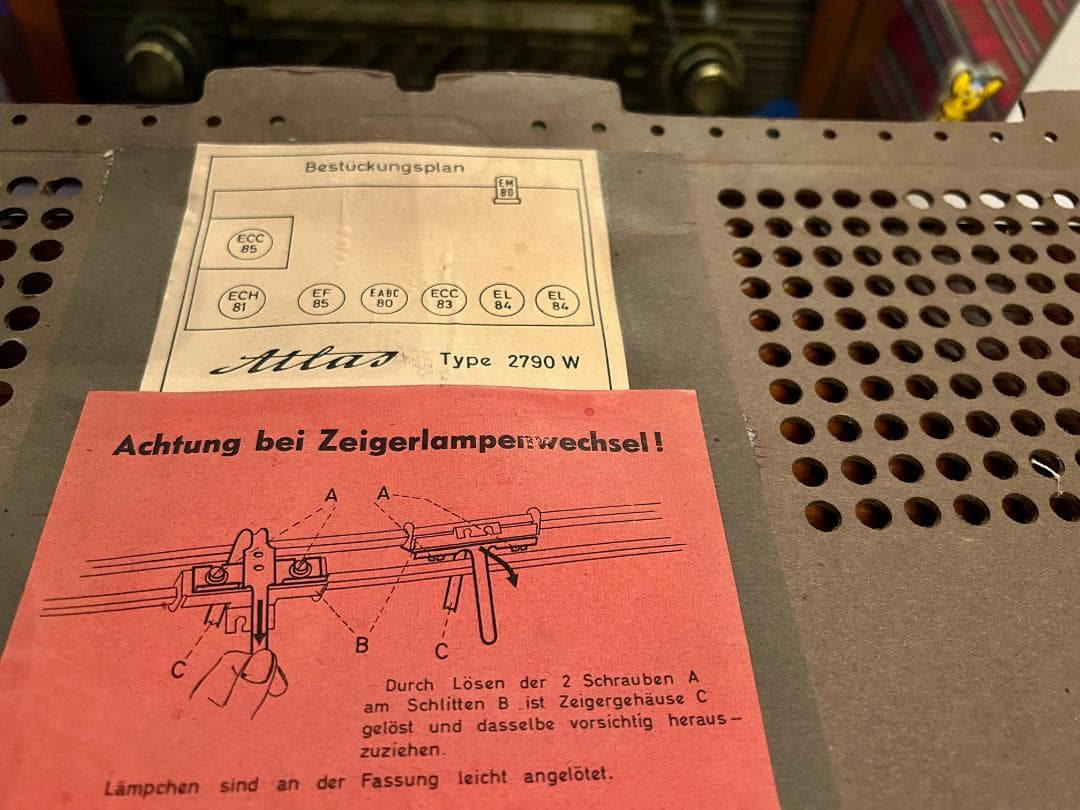 Bestückungsplan
EM
80
ECC
85
ECH
81
EF
85
EABC
80
ECC
83
EL
84
EL
84
Atlas Type 2790 W
Achtung bei Zeigerlampenwechsel!
A A
B
C
C
Durch Lösen der 2 Schrauben A
am Schlitten B ist Zeigergehäuse C
gelöst und dasselbe vorsichtig heraus-
zuziehen.
Lämpchen sind an der Fassung leicht angelötet.